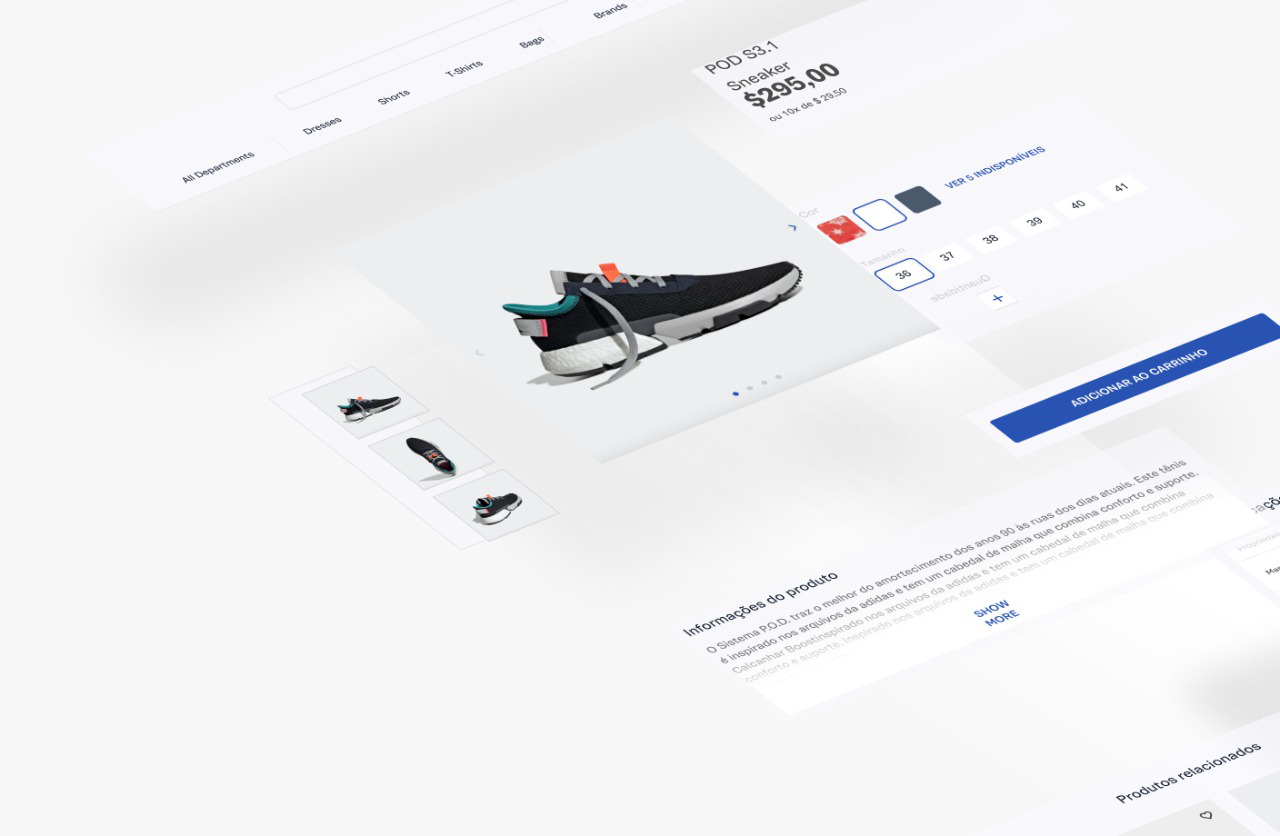 All Departments
Dresses
Shorts
T-Shirts
Bags
Brands
POD S3.1
Sneaker
$295,00
ou 10x de $ 29,50
Cor
VER 5 INDISPONÍVEIS
Tamanho
36
37
38
39
40
41
Quantidade
+
ADICIONAR AO CARRINHO
Informações do produto
O Sistema P.O.D. traz o melhor do amortecimento dos anos 90 às ruas dos dias atuais. Este tênis
é inspirado nos arquivos da adidas e tem um cabedal de malha que combina conforto e suporte.
Calcanhar Boostinspirado nos arquivos da adidas e tem um cabedal de malha que combina
conforto e suporte. Inspirado nos arquivos da adidas e tem um cabedal de malha que combina
SHOW
MORE
Produtos relacionados